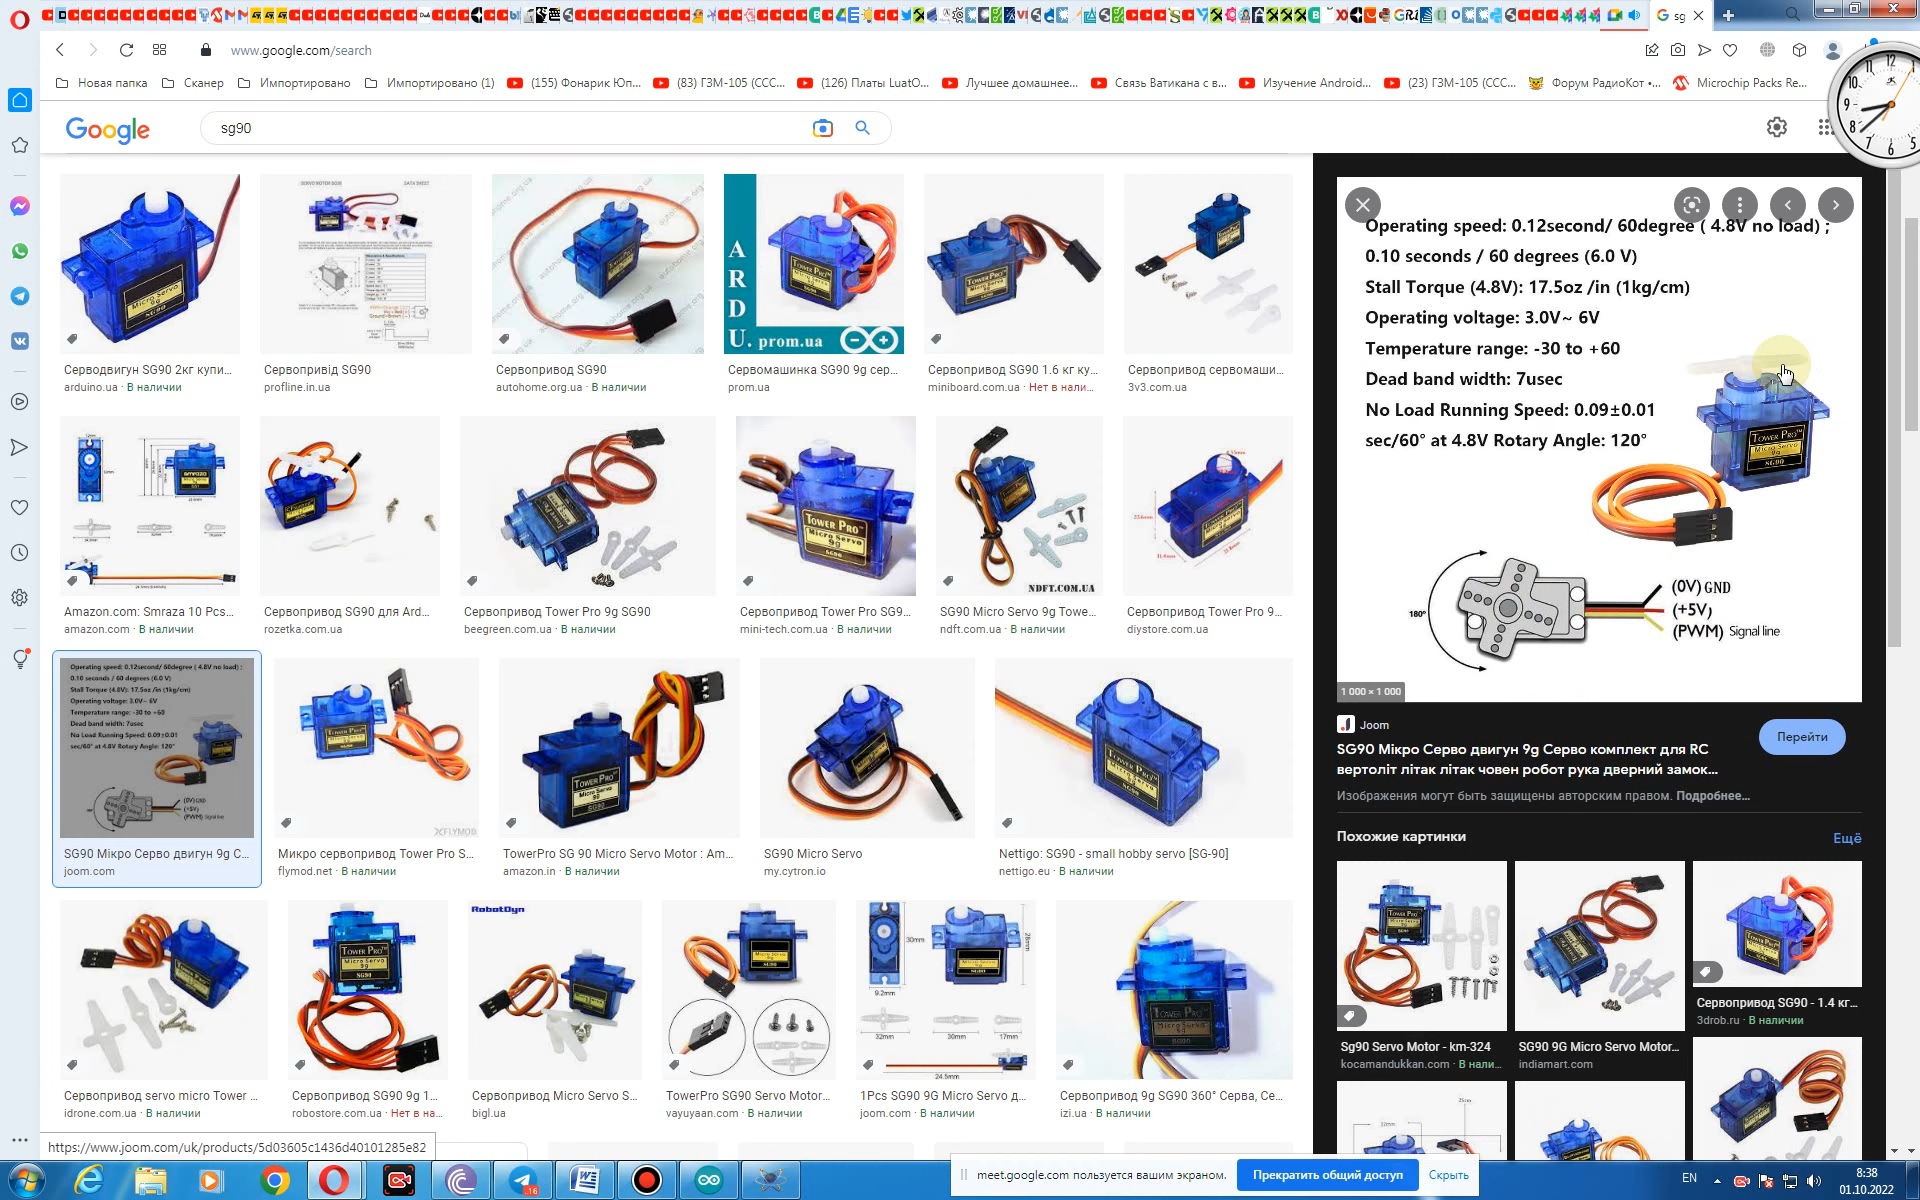 www.google.com/search
Новая папка
Сканер
Импортировано
Импортировано (1)
(155) Фонарик Юп...
(83) ГЗМ-105 (ССС...
(126) Платы LuatO...
Лучшее домашнее...
Связь Ватикана с в...
Изучение Android...
(23) ГЗМ-105 (ССС...
Форум РадиоКот •...
Microchip Packs Re...
Google
sg90
Серводвигун SG90 2кг купи...
arduino.ua · В наличии
Сервопривід SG90
profline.in.ua
Сервопривод SG90
autohome.org.ua · В наличии
ARDU.prom.ua
Сервомашинка SG90 9g сер...
prom.ua
Сервопривод SG90 1.6 кг ку...
miniboard.com.ua · Нет в нали...
Сервопривод сервомаши...
3v3.com.ua
Amazon.com: Smraza 10 Pcs...
amazon.com · В наличии
Сервопривод SG90 для Ard...
rozetka.com.ua
Сервопривод Tower Pro 9g SG90
beegreen.com.ua · В наличии
Сервопривод Tower Pro SG9...
mini-tech.com.ua · В наличии
NDFT.COM.UA
SG90 Micro Servo 9g Towe...
ndft.com.ua · В наличии
Сервопривод Tower Pro 9...
diystore.com.ua
SG90 Мікро Серво двигун 9g С...
joom.com
Микро сервопривод Tower Pro S...
flymod.net · В наличии
TowerPro SG 90 Micro Servo Motor : Am...
amazon.in · В наличии
SG90 Micro Servo
my.cytron.io
Nettigo: SG90 - small hobby servo [SG-90]
nettigo.eu · В наличии
RobotDyn
Сервопривод servo micro Tower ...
idrone.com.ua · В наличии
Сервопривод SG90 9g 1...
robostore.com.ua · Нет в на...
Сервопривод Micro Servo S...
bigl.ua
TowerPro SG90 Servo Motor...
vayuyaan.com · В наличии
1Pcs SG90 9G Micro Servo д...
joom.com · В наличии
Сервопривод 9g SG90 360° Серва, Се...
izi.ua · В наличии
Operating speed: 0.12second/ 60degree ( 4.8V no load) ;
0.10 seconds / 60 degrees (6.0 V)
Stall Torque (4.8V): 17.5oz /in (1kg/cm)
Operating voltage: 3.0V~ 6V
Temperature range: -30 to +60
Dead band width: 7usec
No Load Running Speed: 0.09±0.01
sec/60° at 4.8V Rotary Angle: 120°
TOWER PRO™
Micro Servo
9g
SG90
180°
(0V) GND
(+5V)
(PWM) Signal line
1 000 × 1 000
Joom
SG90 Мікро Серво двигун 9g Серво комплект для RC
вертоліт літак літак човен робот рука дверний замок...
Перейти
Изображения могут быть защищены авторским правом. Подробнее...
Похожие картинки
Ещё
Sg90 Servo Motor - km-324
kocamandukkan.com · В нали...
SG90 9G Micro Servo Motor...
indiamart.com
Сервопривод SG90 - 1.4 кг...
3drob.ru · В наличии
https://www.joom.com/uk/products/5d03605c1436d40101285e82
meet.google.com пользуется вашим экраном.
Прекратить общий доступ
Скрыть
EN
8:38
01.10.2022